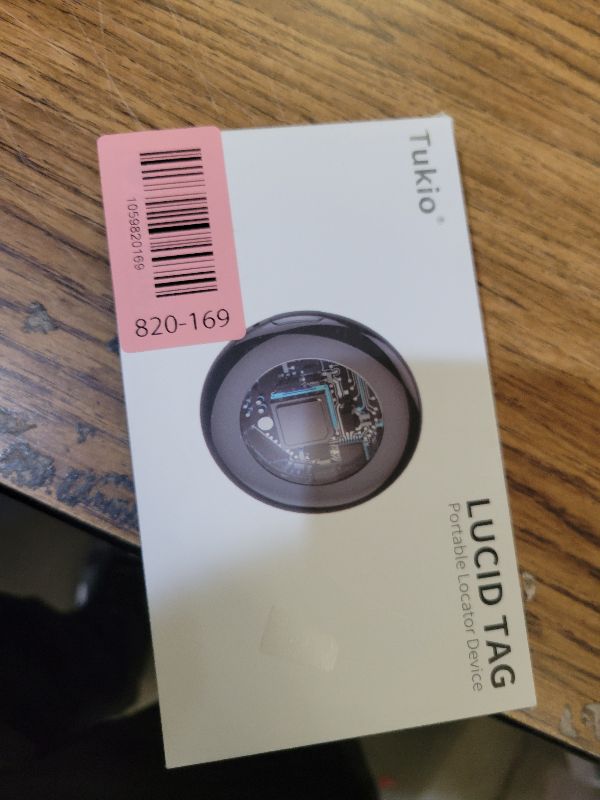 Tukio®
1059820169
820-169
LUCID TAG
Portable Locator Device